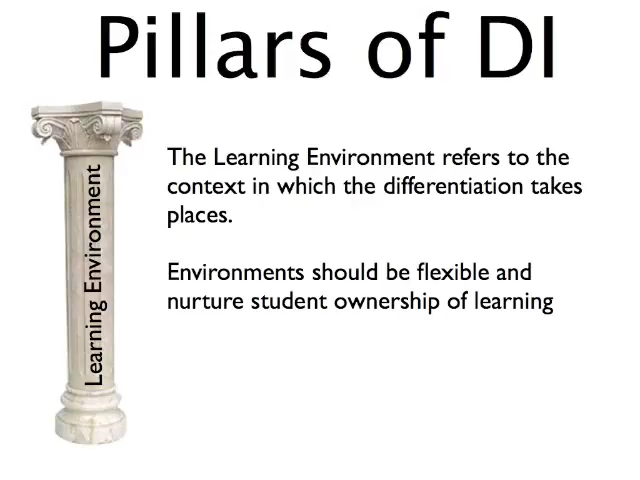 Pillars of DI
Learning Environment
The Learning Environment refers to the
context in which the differentiation takes
places.
Environments should be flexible and
nurture student ownership of learning